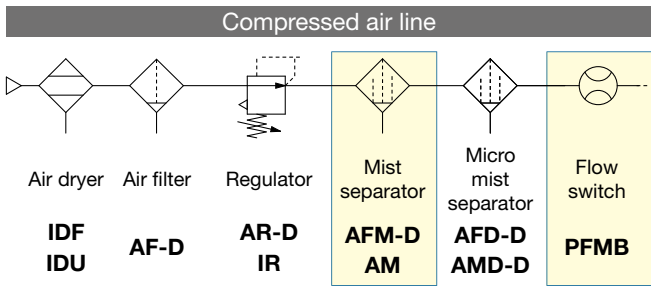 Compressed air line
Air dryer
IDF
IDU
Air filter
AF-D
Regulator
AR-D
IR
Mist
separator
AFM-D
AM
Micro
mist
separator
AFD-D
AMD-D
Flow
switch
PFMB